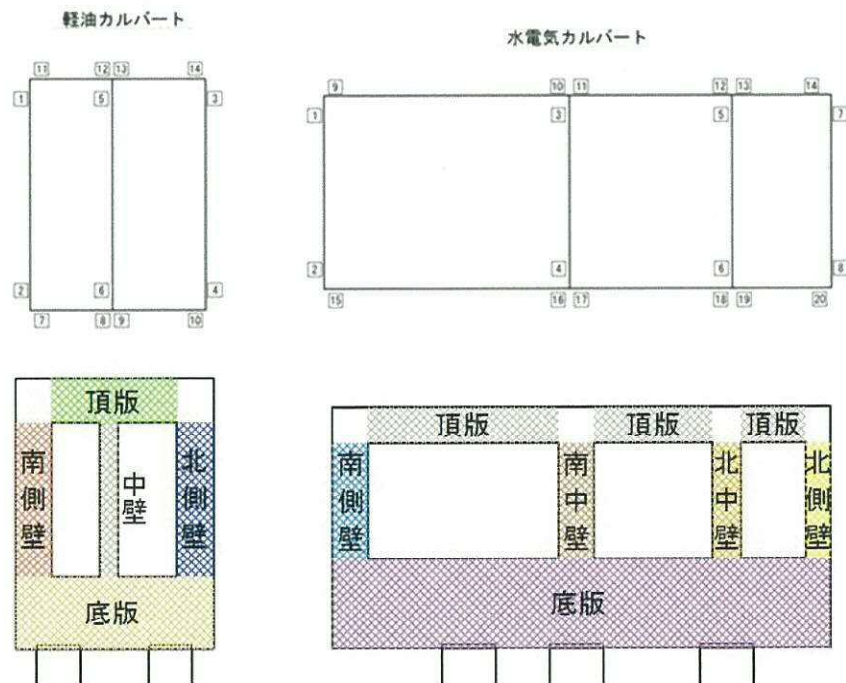 軽油カルバート
水電気カルバート
11 12 13 14
1 5 3
2 6 4
7 8 9 10
9 10 11 12 13 14
1 3 5 7
2 4 6 8
15 16 17 18 19 20
頂版
南側壁
中壁
北側壁
底版
頂版 頂版 頂版
南側壁
南中壁
北中壁
北側壁
底版